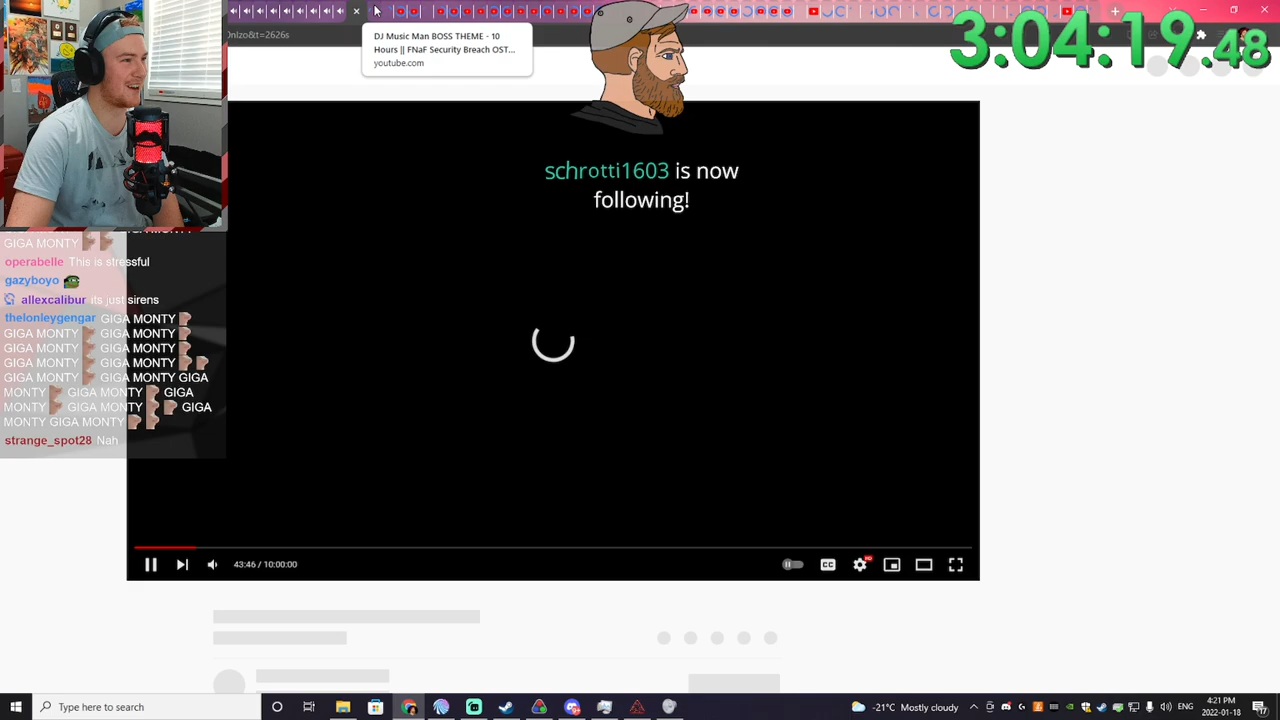 DJ Music Man BOSS THEME - 10
Hours || FNaF Security Breach OST...
youtube.com
3:04:19.48
schrotti1603 is now
following!
GIGA MONTY
operabelle This is stressful
gazyboyo
allexcalibur its just sirens
thelonleygengar GIGA MONTY
GIGA MONTY GIGA MONTY
GIGA MONTY GIGA MONTY
GIGA MONTY GIGA MONTY
GIGA MONTY GIGA MONTY GIGA
MONTY GIGA MONTY GIGA
MONTY GIGA MONTY GIGA
MONTY GIGA MONTY
strange_spot28 Nah
43:46 / 10:00:00
CC
HD
Type here to search
-21°C Mostly cloudy
ENG
4:21 PM
2022-01-18
17